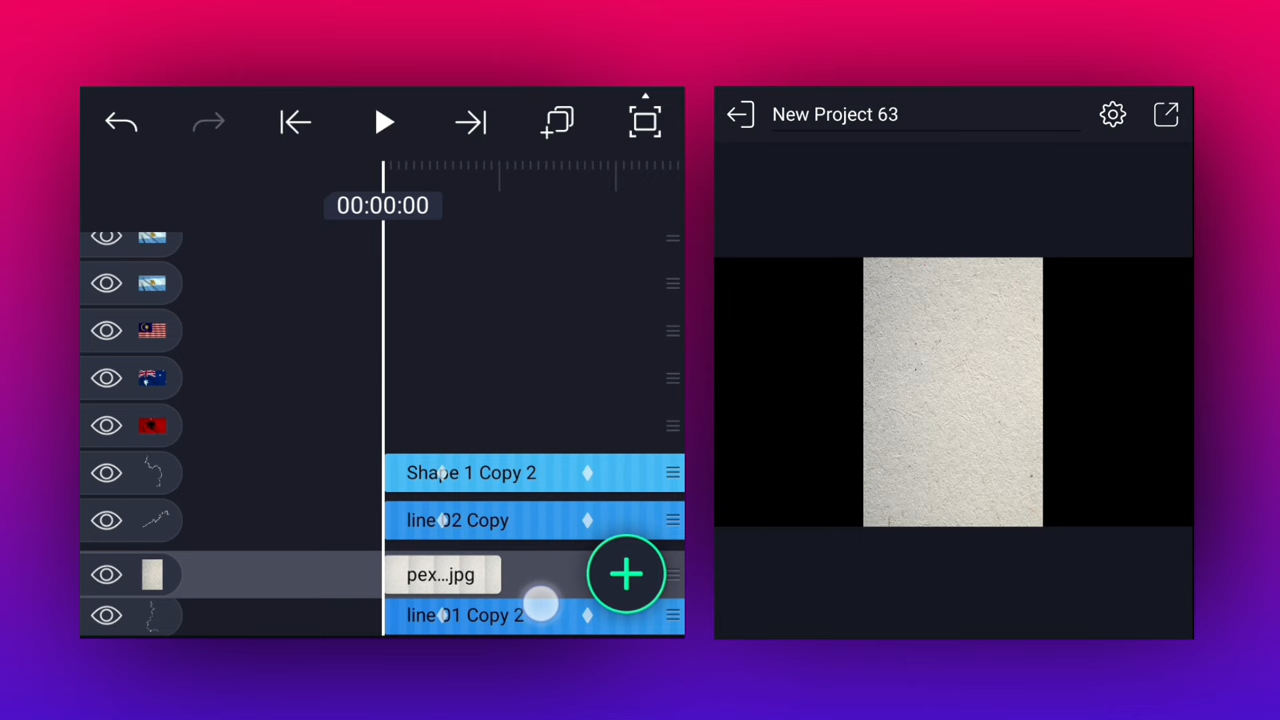 New Project 63
00:00:00
Shape 1 Copy 2
line 02 Copy
pex...jpg
line 01 Copy 2